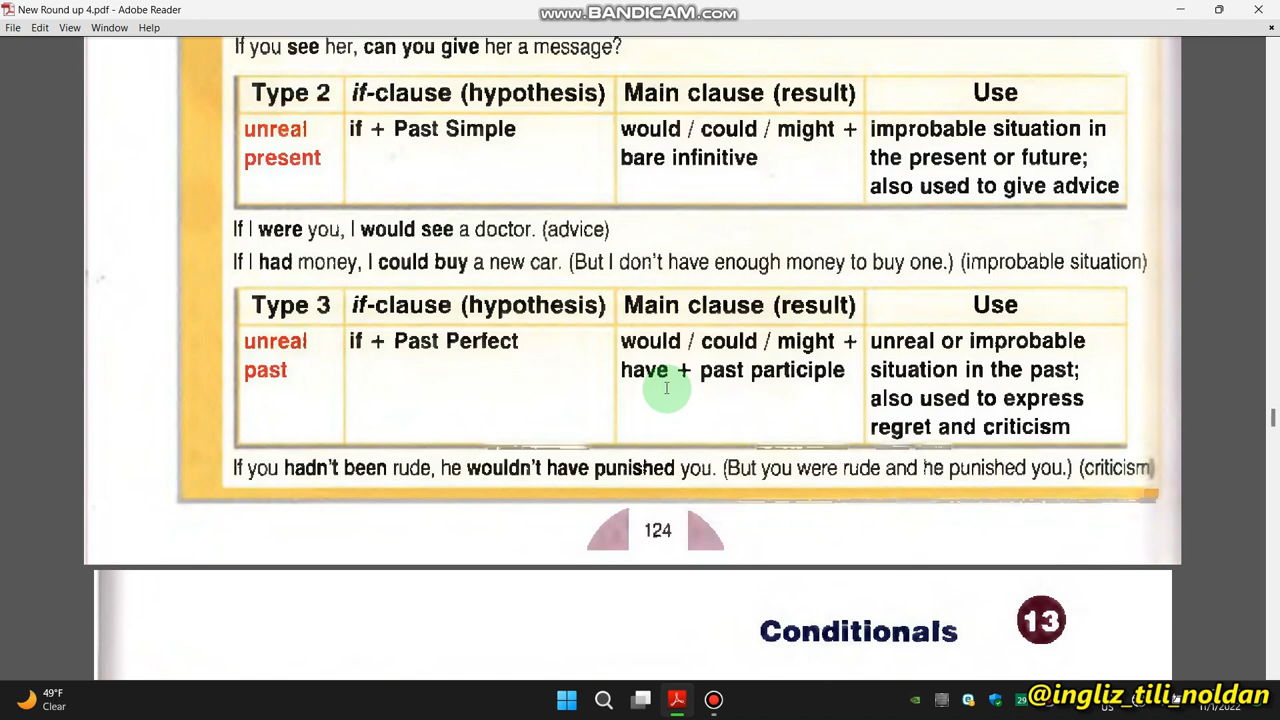 New Round up 4.pdf - Adobe Reader
www.BANDICAM.com
File Edit View Window Help
If you see her, can you give her a message?
Type 2 if-clause (hypothesis) Main clause (result) Use
unreal present if + Past Simple would / could / might + bare infinitive improbable situation in the present or future; also used to give advice
If I were you, I would see a doctor. (advice)
If I had money, I could buy a new car. (But I don't have enough money to buy one.) (improbable situation)
Type 3 if-clause (hypothesis) Main clause (result) Use
unreal past if + Past Perfect would / could / might + have + past participle unreal or improbable situation in the past; also used to express regret and criticism
If you hadn't been rude, he wouldn't have punished you. (But you were rude and he punished you.) (criticism)
124
Conditionals 13
49°F
Clear
@ingliz_tili_noldan